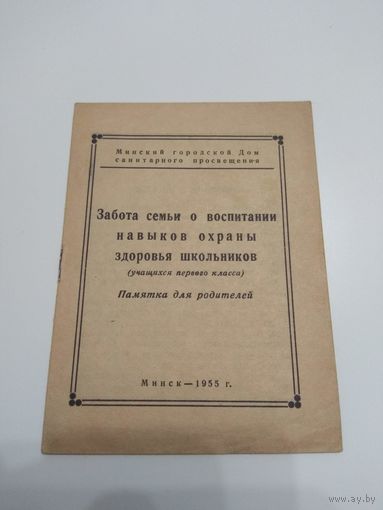 Минский городской Дом
санитарного просвещения
Забота семьи о воспитании
навыков охраны
здоровья школьников
(учащихся первого класса)
Памятка для родителей
Минск—1955 г.
www.ay.by